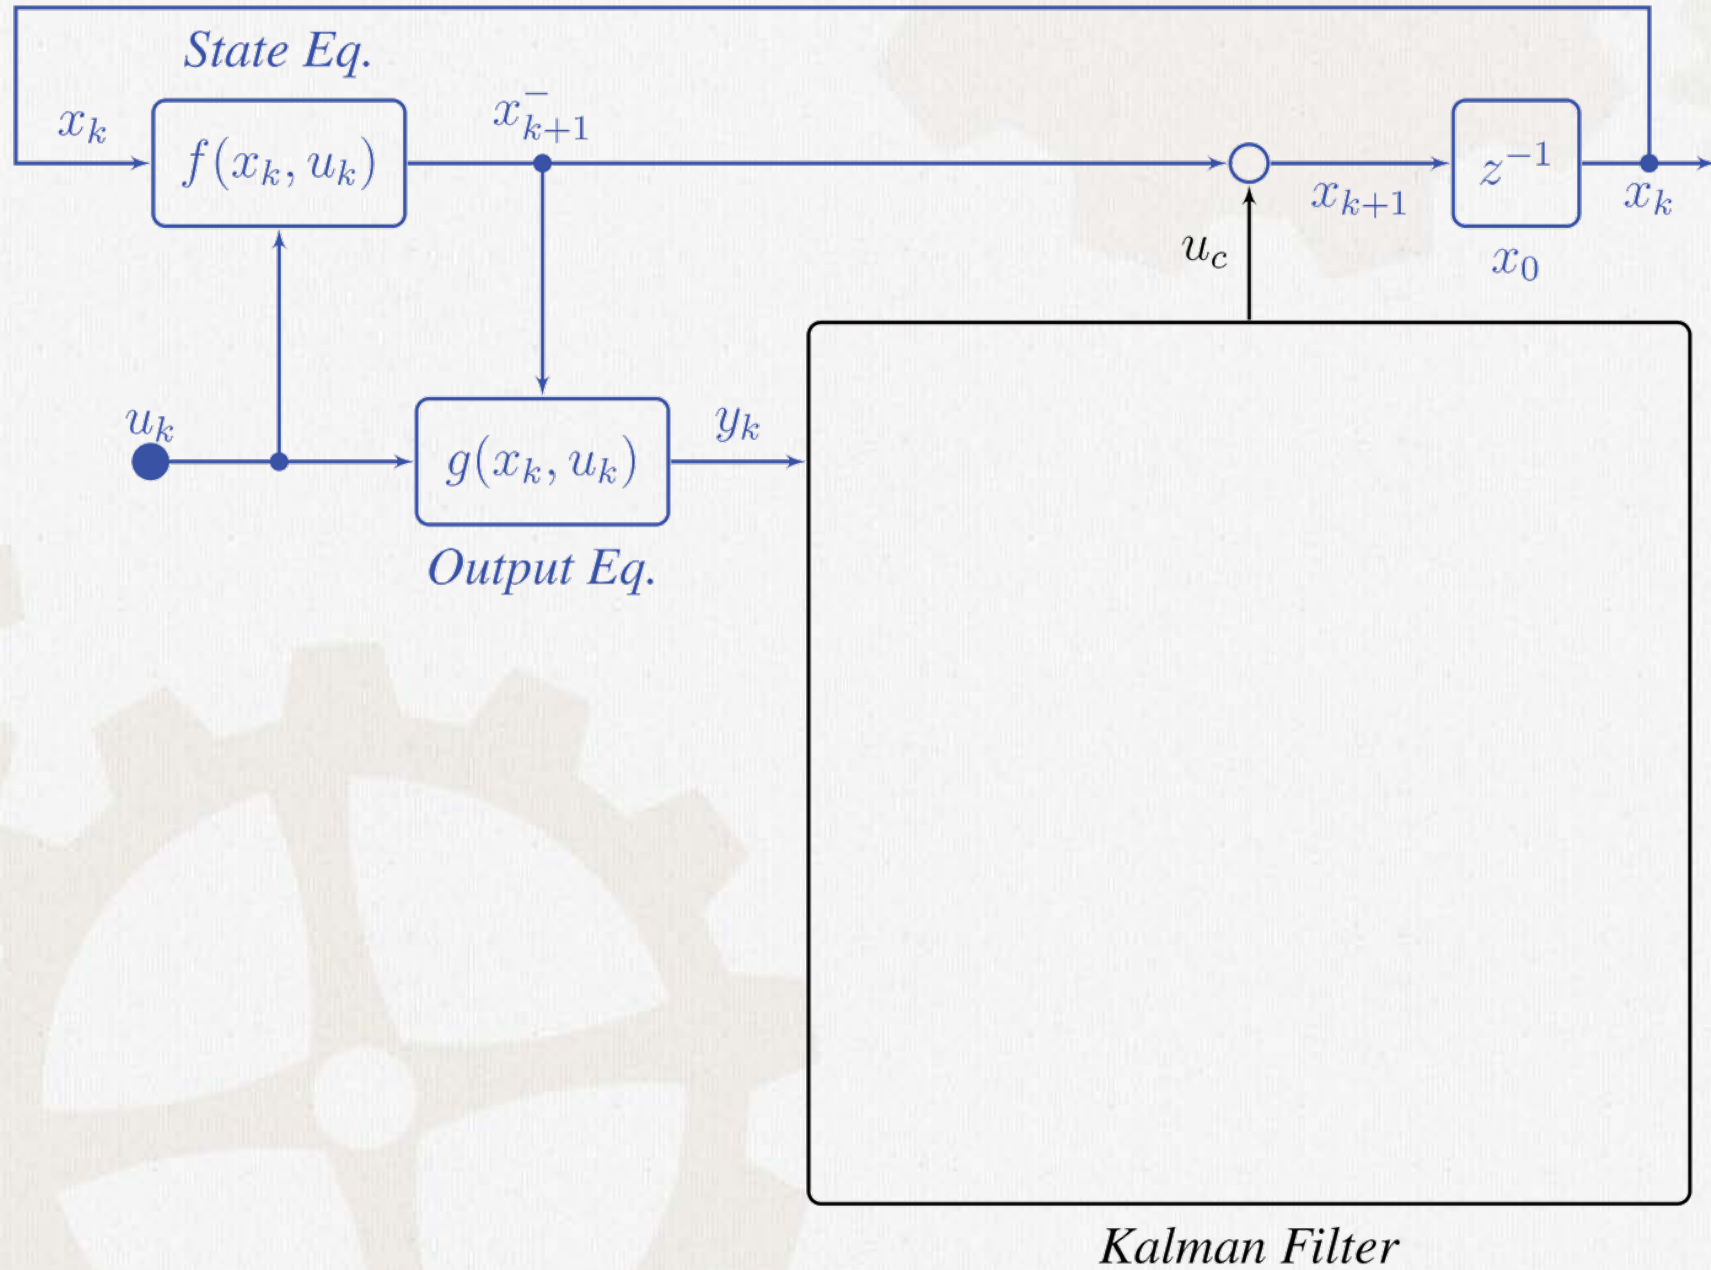 State Eq.
$x_k$
$f(x_k, u_k)$
$x_{k+1}^-$
$x_{k+1}$
$z^{-1}$
$x_k$
$x_0$
$u_c$
$u_k$
$g(x_k, u_k)$
$y_k$
Output Eq.
Kalman Filter